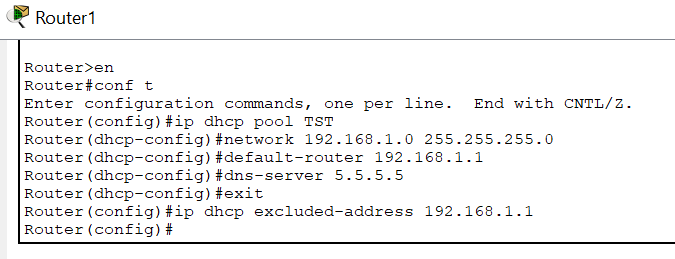 Router1
Router>en
Router#conf t
Enter configuration commands, one per line.  End with CNTL/Z.
Router(config)#ip dhcp pool TST
Router(dhcp-config)#network 192.168.1.0 255.255.255.0
Router(dhcp-config)#default-router 192.168.1.1
Router(dhcp-config)#dns-server 5.5.5.5
Router(dhcp-config)#exit
Router(config)#ip dhcp excluded-address 192.168.1.1
Router(config)#